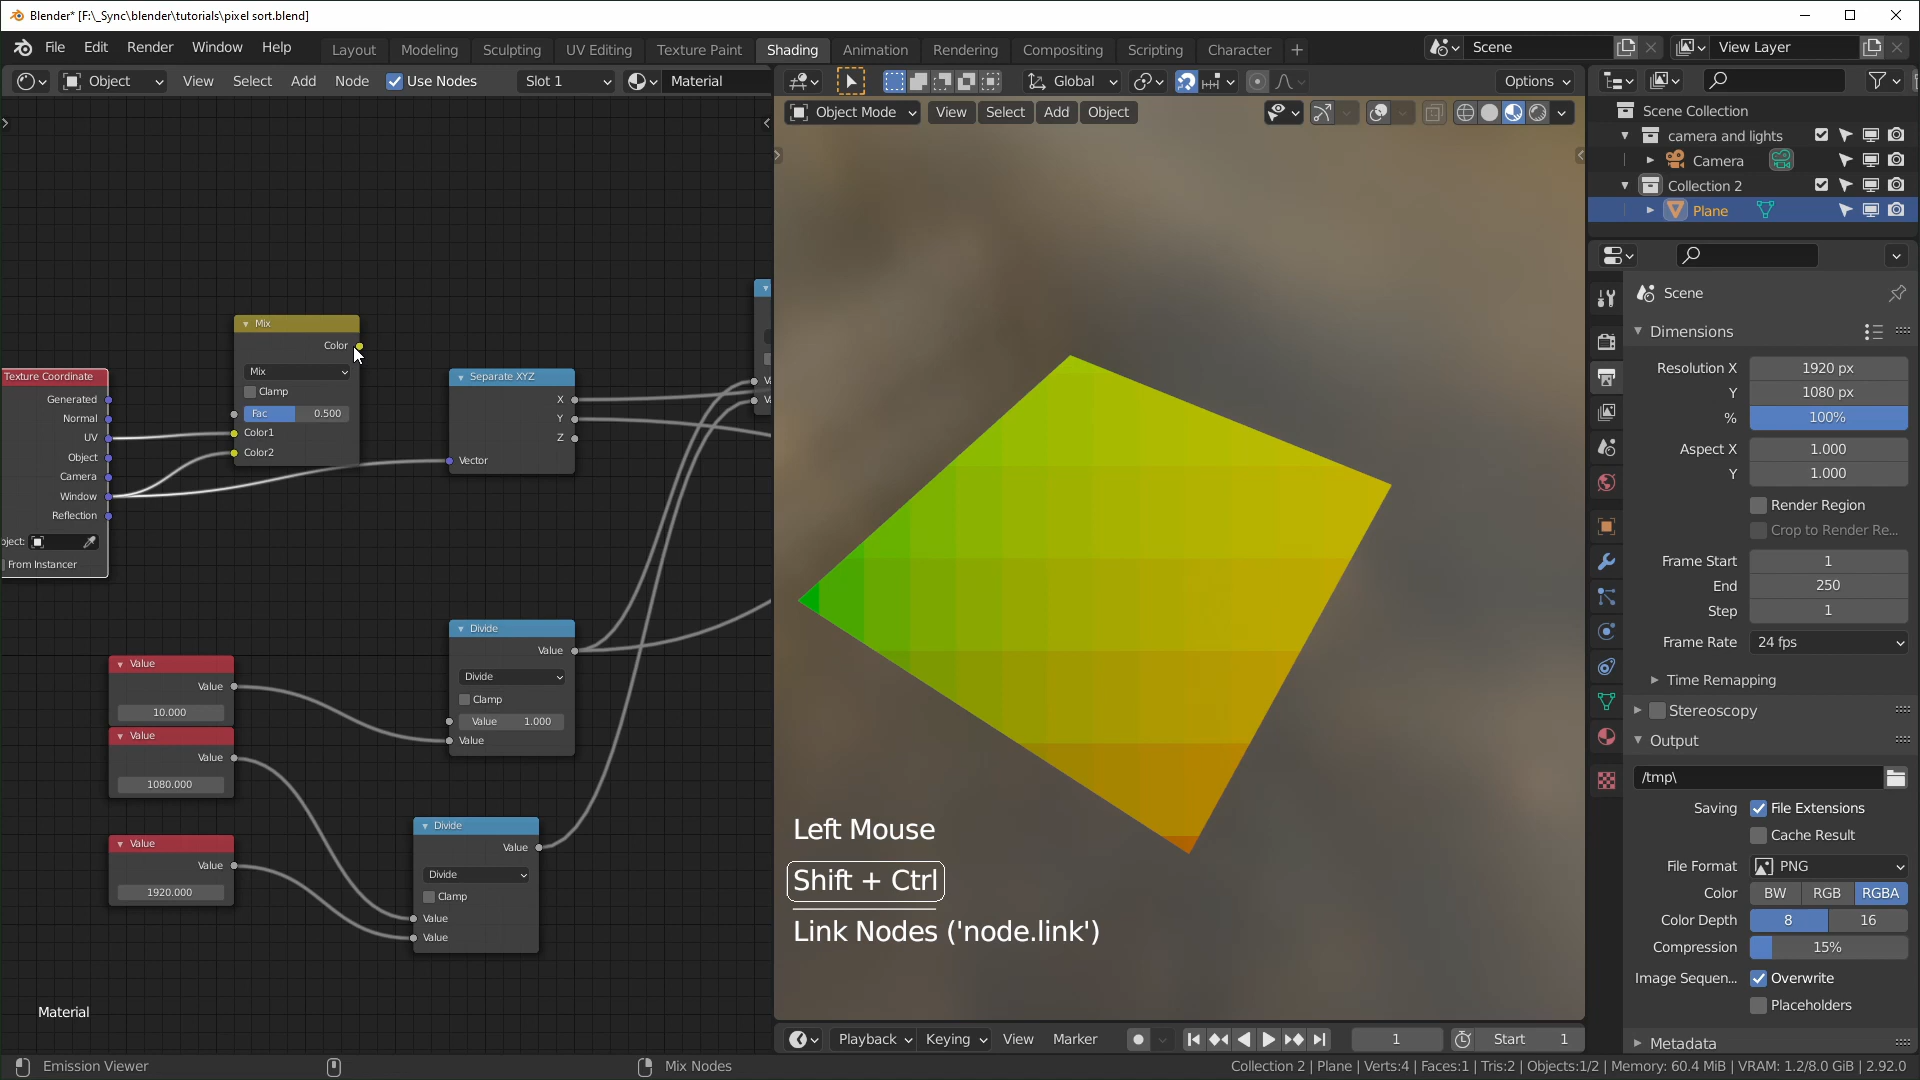 Blender* [F:\_Sync\blender\tutorials\pixel sort.blend]
File Edit Render Window Help Layout Modeling Sculpting UV Editing Texture Paint Shading Animation Rendering Compositing Scripting Character + Scene View Layer
Object View Select Add Node Use Nodes Slot 1 Material
Global Options
Object Mode View Select Add Object
Scene Collection
camera and lights
Camera
Collection 2
Plane
Mix
Color
Mix
Clamp
Fac 0.500
Color1
Color2
Texture Coordinate
Generated
Normal
UV
Object
Camera
Window
Reflection
From Instancer
Separate XYZ
X
Y
Z
Vector
Divide
Value
Divide
Clamp
Value 1.000
Value
Value
Value
10.000
Value
Value
1080.000
Value
Value
1920.000
Divide
Value
Divide
Clamp
Value
Value
Material
Left Mouse
Shift + Ctrl
Link Nodes ('node.link')
Scene
Dimensions
Resolution X 1920 px
Y 1080 px
% 100%
Aspect X 1.000
Y 1.000
Render Region
Crop to Render Re...
Frame Start 1
End 250
Step 1
Frame Rate 24 fps
Time Remapping
Stereoscopy
Output
/tmp\
Saving File Extensions
Cache Result
File Format PNG
Color BW RGB RGBA
Color Depth 8 16
Compression 15%
Image Sequen... Overwrite
Placeholders
Metadata
Playback Keying View Marker 1 Start 1
Emission Viewer Mix Nodes Collection 2 | Plane | Verts:4 | Faces:1 | Tris:2 | Objects:1/2 | Memory: 60.4 MiB | VRAM: 1.2/8.0 GiB | 2.92.0